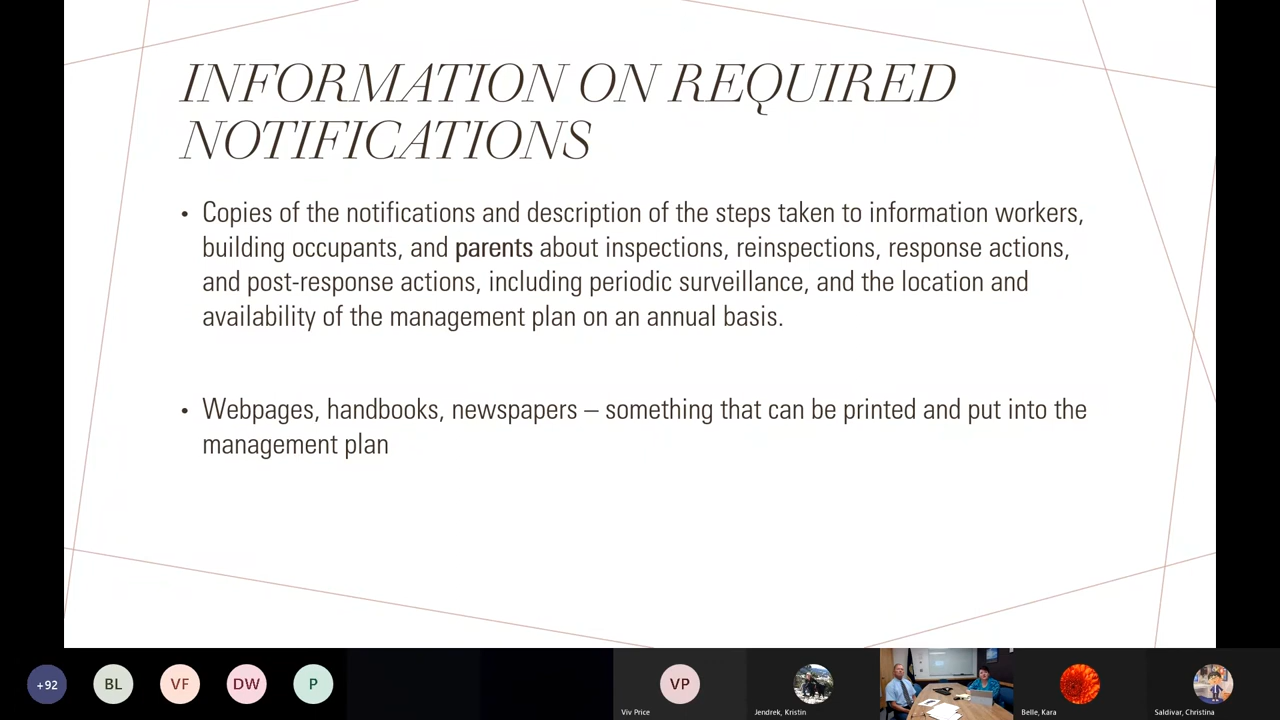 INFORMATION ON REQUIRED
NOTIFICATIONS
• Copies of the notifications and description of the steps taken to information workers,
building occupants, and parents about inspections, reinspections, response actions,
and post-response actions, including periodic surveillance, and the location and
availability of the management plan on an annual basis.
• Webpages, handbooks, newspapers – something that can be printed and put into the
management plan
+92
BL
VF
DW
P
VP
Viv Price
Jendrek, Kristin
Belle, Kara
Saldivar, Christina